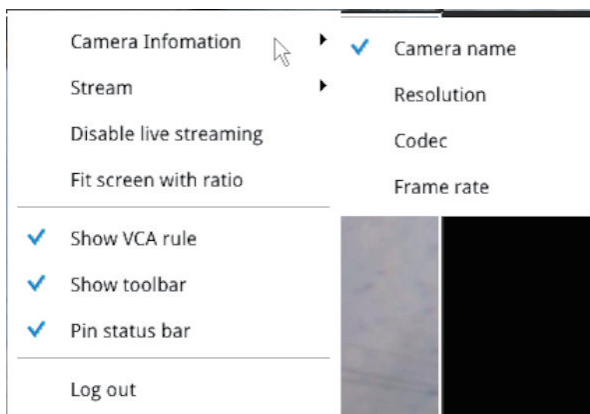 Camera Infomation
Stream
Disable live streaming
Fit screen with ratio
Show VCA rule
Show toolbar
Pin status bar
Log out
Camera name
Resolution
Codec
Frame rate